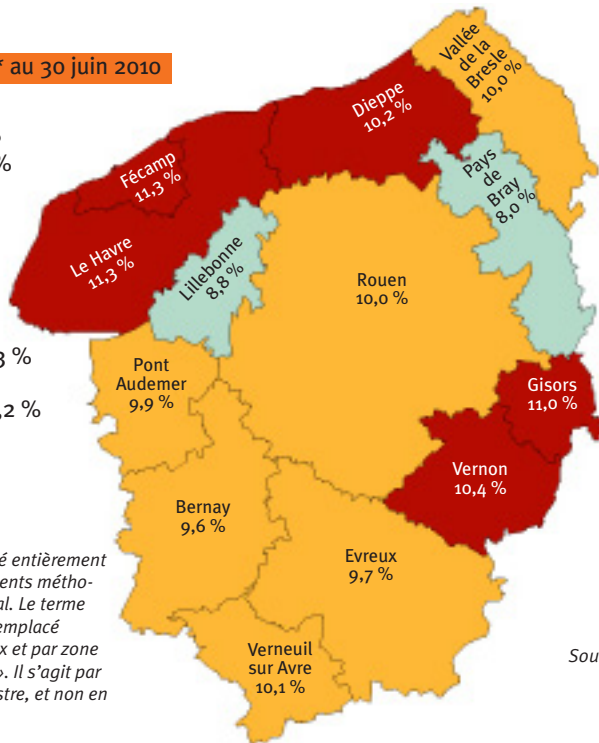 * au 30 juin 2010
%
Vallée
de la
Bresle
10,0 %
Dieppe
10,2 %
Fécamp
11,3 %
Pays
de
Bray
8,0 %
Le Havre
11,3 %
Lillebonne
8,8 %
Rouen
10,0 %
3 %
Pont
Audemer
9,9 %
Gisors
11,0 %
,2 %
Vernon
10,4 %
Bernay
9,6 %
Evreux
9,7 %
é entièrement
ents métho-
al. Le terme
emplacé
x et par zone
». Il s’agit par
stre, et non en
Verneuil
sur Avre
10,1 %
Sou